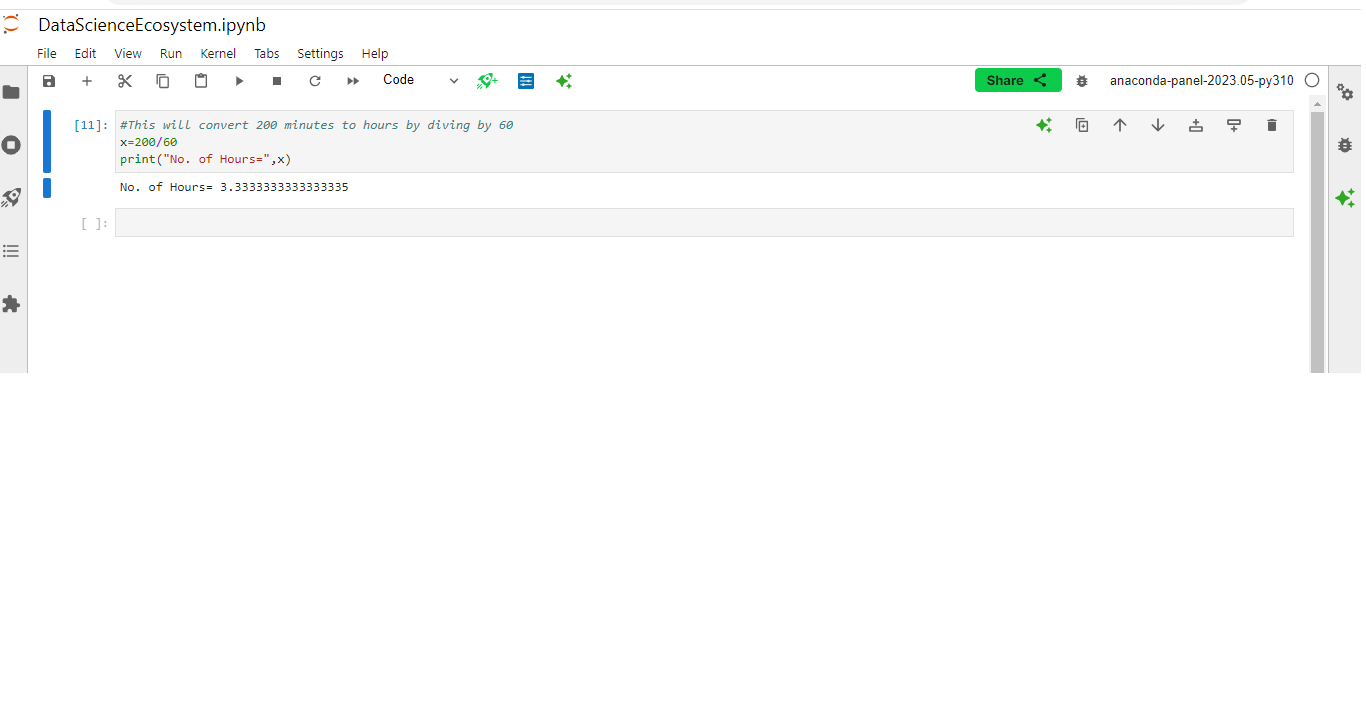 DataScienceEcosystem.ipynb
File Edit View Run Kernel Tabs Settings Help
Code Share anaconda-panel-2023.05-py310
[11]: #This will convert 200 minutes to hours by diving by 60
x=200/60
print("No. of Hours=",x)
No. of Hours= 3.3333333333333335
[ ]: